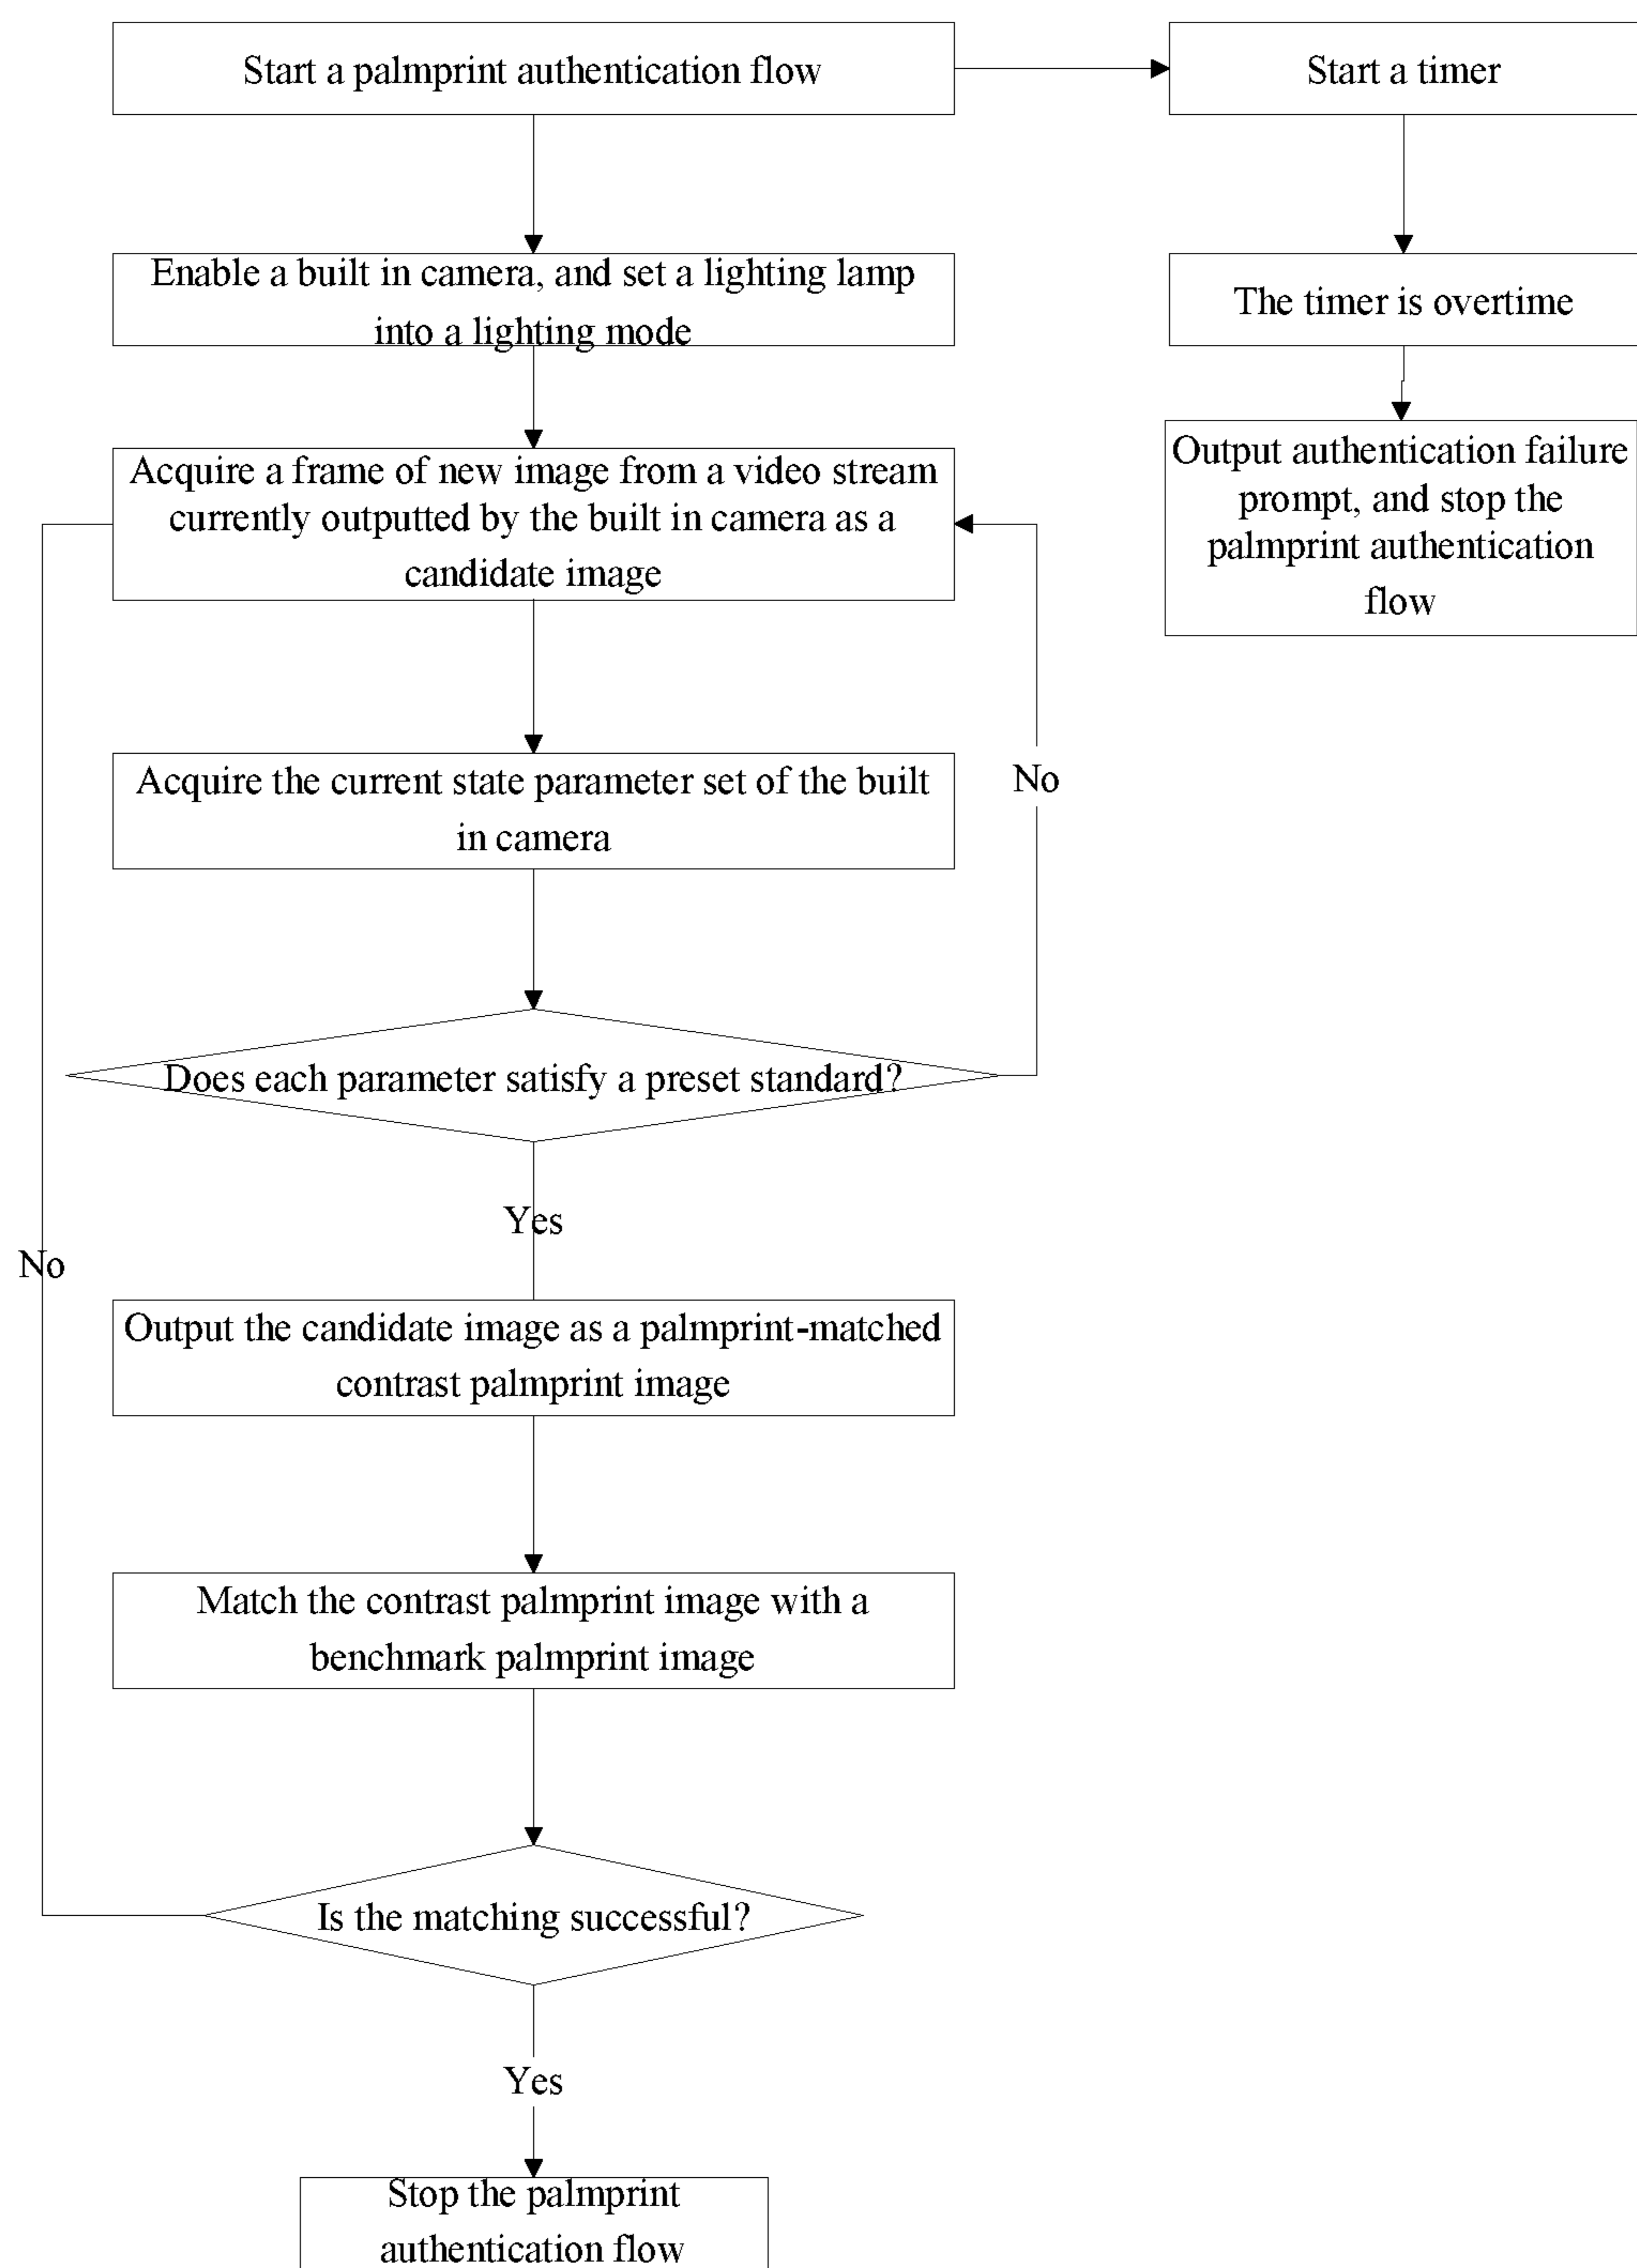 Start a palmprint authentication flow
Start a timer
Enable a built in camera, and set a lighting lamp
into a lighting mode
The timer is overtime
Acquire a frame of new image from a video stream
currently outputted by the built in camera as a
candidate image
Output authentication failure
prompt, and stop the
palmprint authentication
flow
Acquire the current state parameter set of the built
in camera
No
Does each parameter satisfy a preset standard?
Yes
No
Output the candidate image as a palmprint-matched
contrast palmprint image
Match the contrast palmprint image with a
benchmark palmprint image
Is the matching successful?
Yes
Stop the palmprint
authentication flow